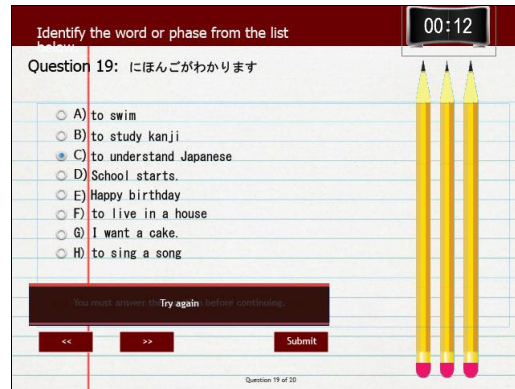 Identify the word or phase from the list
below
00:12
Question 19: にほんごがわかります
A) to swim
B) to study kanji
C) to understand Japanese
D) School starts.
E) Happy birthday
F) to live in a house
G) I want a cake.
H) to sing a song
You must answer the Try again before continuing.
<< >> Submit
Question 19 of 20